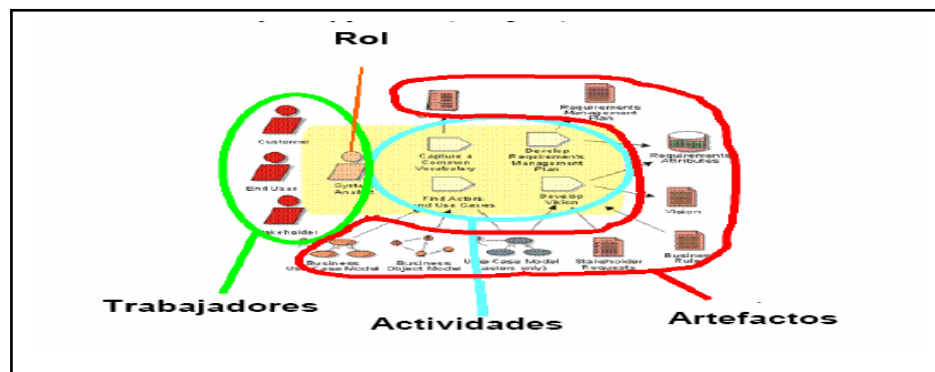 Rol
Requirements
Management
Plan
Customer
Capture a
Common
Vocabulary
Develop
Requirements
Management
Plan
Requirements
Attributes
End User
System
Analyst
Find Actors
and Use Cases
Develop
Vision
Vision
Business
Use Case Model
Business
Object Model
Use Case Model
(actors only)
Stakeholder
Requests
Business
Trabajadores
Actividades
Artefactos